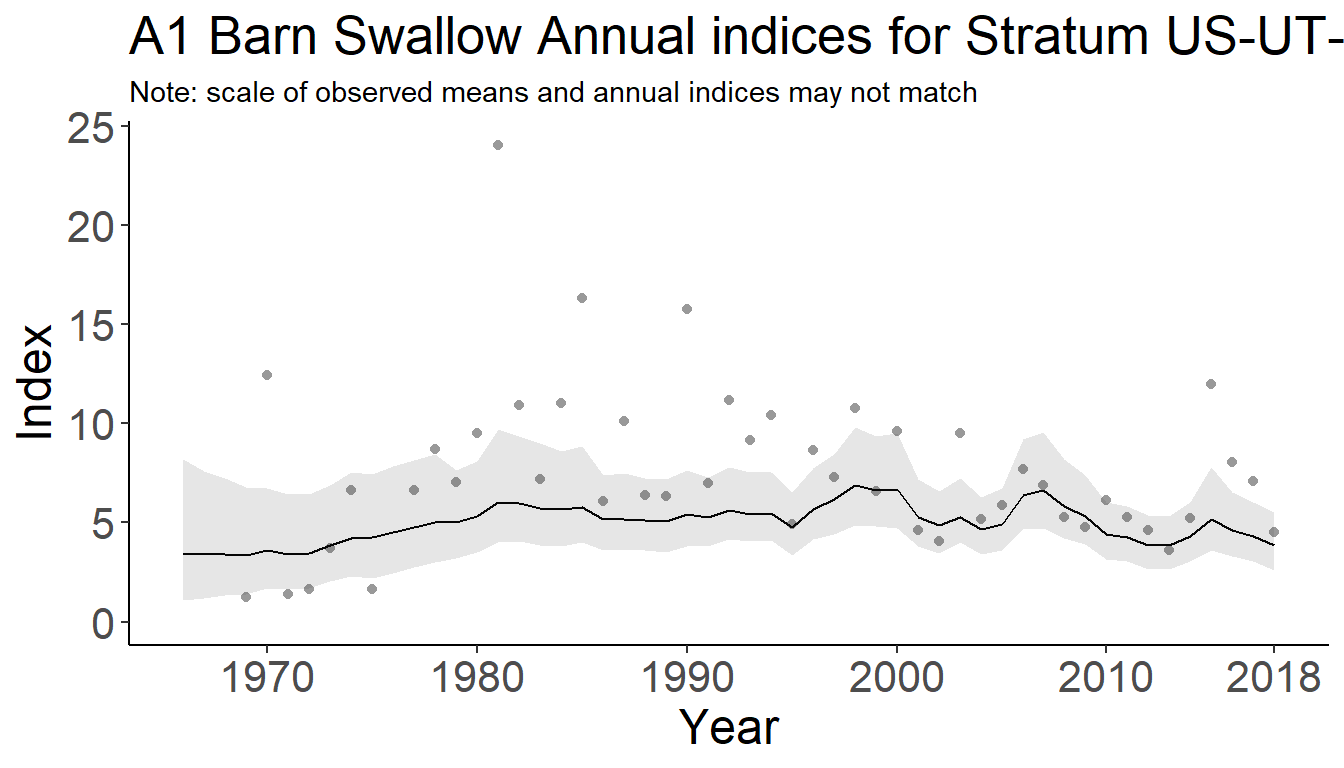 A1 Barn Swallow Annual indices for Stratum US-UT-
Note: scale of observed means and annual indices may not match
25
20
15
10
5
0
Index
1970 1980 1990 2000 2010 2018
Year